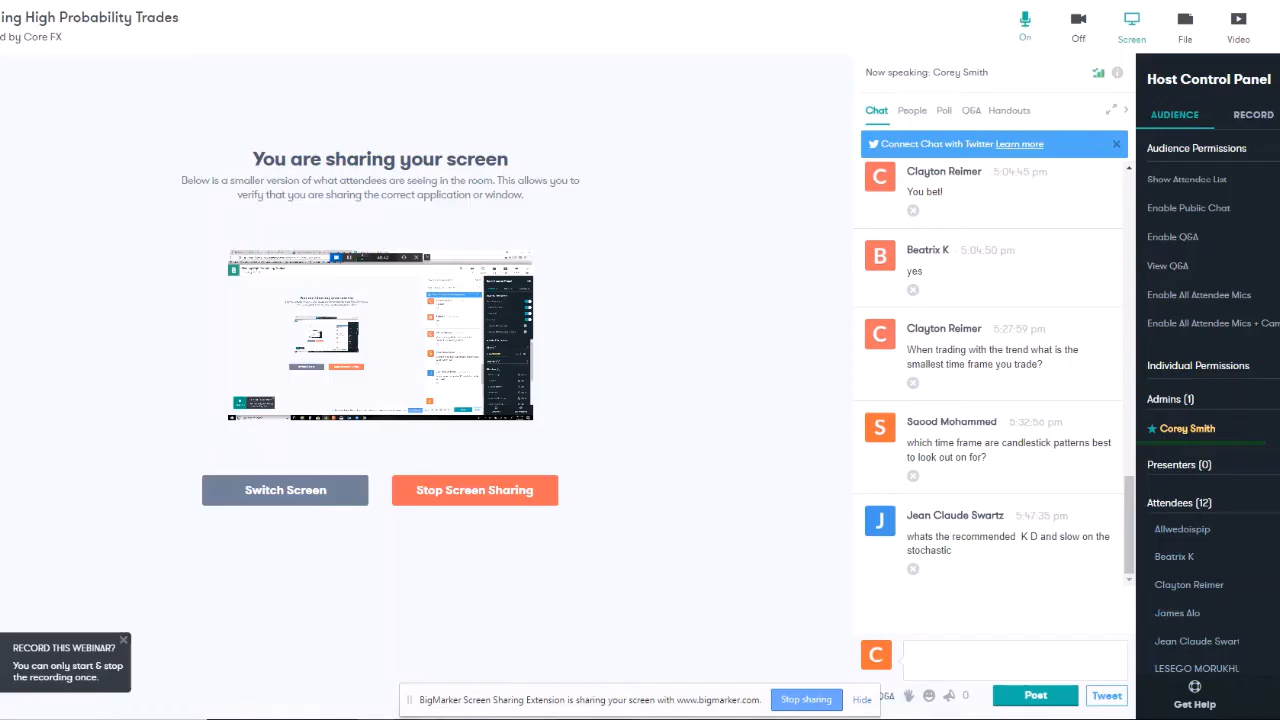 ing High Probability Trades
d by Core FX
On
Off
Screen
File
Video
You are sharing your screen
Below is a smaller version of what attendees are seeing in the room. This allows you to
verify that you are sharing the correct application or window.
Switch Screen
Stop Screen Sharing
RECORD THIS WEBINAR?
You can only start & stop
the recording once.
Now speaking: Corey Smith
Chat People Poll Q&A Handouts
Connect Chat with Twitter Learn more
C
Clayton Reimer 5:04:45 pm
You bet!
B
Beatrix K 5:04:50 pm
yes
C
Clayton Reimer 5:27:59 pm
When trading with the trend what is the
smallest time frame you trade?
S
Saood Mohammed 5:32:56 pm
which time frame are candlestick patterns best
to look out on for?
J
Jean Claude Swartz 5:47:35 pm
whats the recommended K D and slow on the
stochastic
C
Q&A
0
Post
Tweet
BigMarker Screen Sharing Extension is sharing your screen with www.bigmarker.com.
Stop sharing
Hide
Host Control Panel
AUDIENCE
RECORD
Audience Permissions
Show Attendee List
Enable Public Chat
Enable Q&A
View Q&A
Enable All Attendee Mics
Enable All Attendee Mics + Cam
Individual Permissions
Admins (1)
Corey Smith
Presenters (0)
Attendees (12)
Allwedoispip
Beatrix K
Clayton Reimer
James Alo
Jean Claude Swart
LESEGO MORUKHL
Get Help